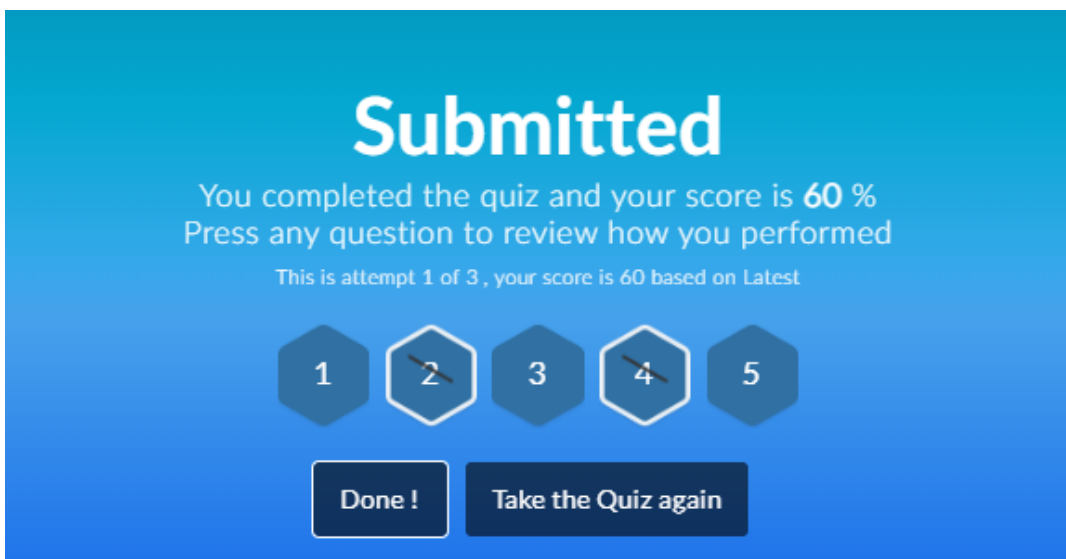 Submitted
You completed the quiz and your score is 60 %
Press any question to review how you performed
This is attempt 1 of 3 , your score is 60 based on Latest
1 2 3 4 5
Done ! Take the Quiz again